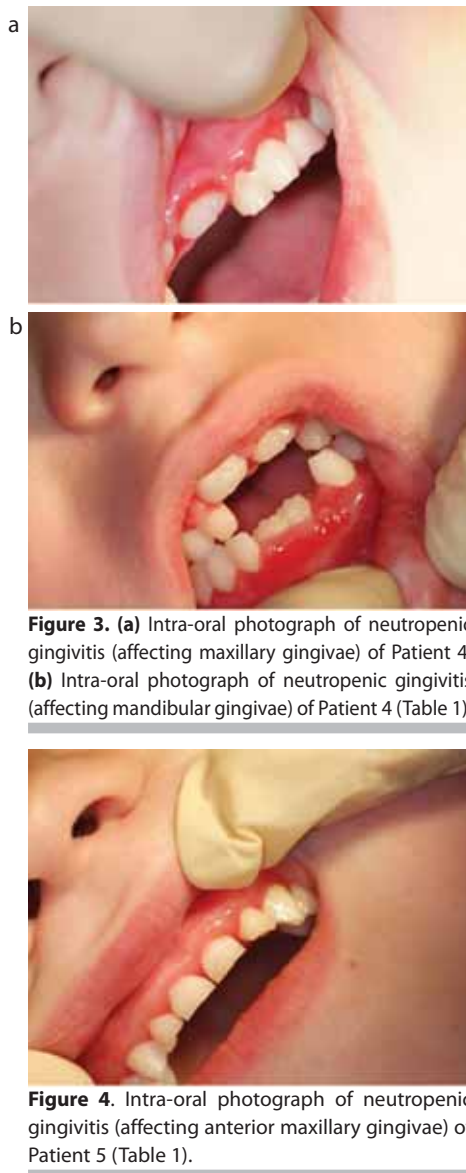 a
b
Figure 3. (a) Intra-oral photograph of neutropenic
gingivitis (affecting maxillary gingivae) of Patient 4
(b) Intra-oral photograph of neutropenic gingivitis
(affecting mandibular gingivae) of Patient 4 (Table 1)
Figure 4. Intra-oral photograph of neutropenic
gingivitis (affecting anterior maxillary gingivae) o
Patient 5 (Table 1).